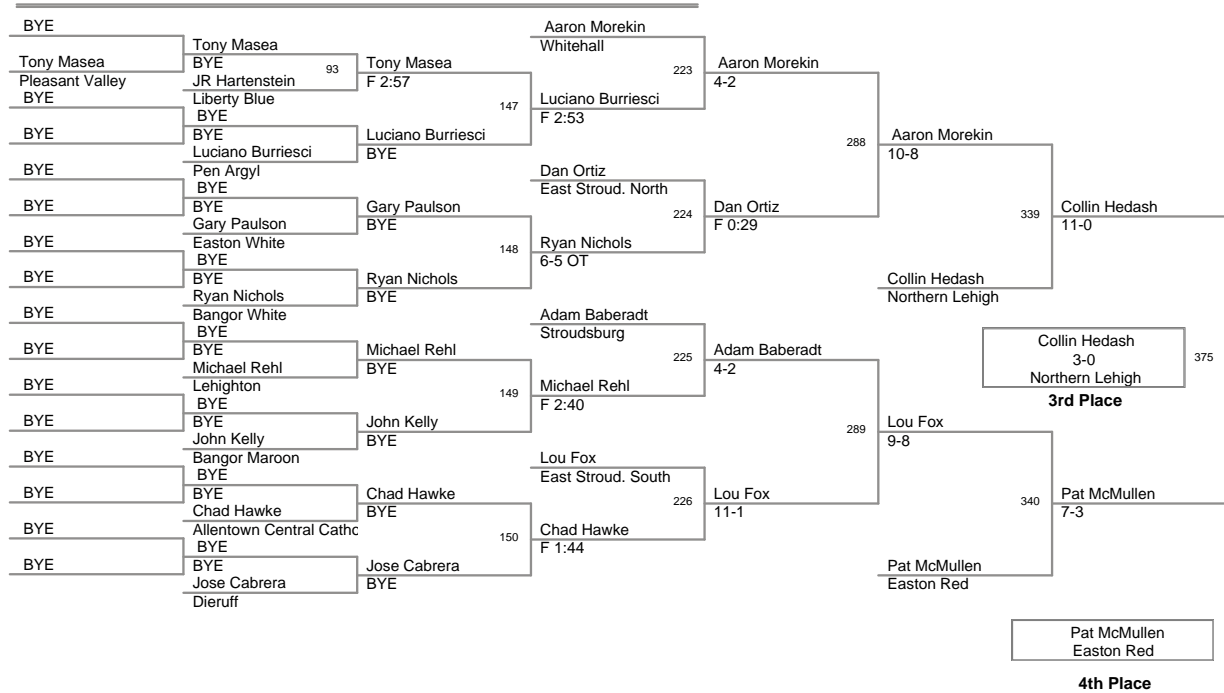 BYE
Tony Masea
Pleasant Valley
BYE
BYE
BYE
BYE
BYE
BYE
BYE
BYE
BYE
BYE
BYE
BYE
BYE
BYE
Tony Masea
BYE
93
JR Hartenstein
Liberty Blue
BYE
BYE
Luciano Burriesci
Pen Argyl
BYE
BYE
Gary Paulson
Easton White
BYE
BYE
Ryan Nichols
Bangor White
BYE
BYE
Michael Rehl
Lehighton
BYE
BYE
John Kelly
Bangor Maroon
BYE
BYE
Chad Hawke
Allentown Central Cathc
BYE
BYE
Jose Cabrera
Dieruff
Tony Masea
F 2:57
147
Luciano Burriesci
BYE
Gary Paulson
BYE
148
Ryan Nichols
BYE
Michael Rehl
BYE
149
John Kelly
BYE
Chad Hawke
BYE
150
Jose Cabrera
BYE
Aaron Morekin
Whitehall
223
Luciano Burriesci
F 2:53
Dan Ortiz
East Stroud. North
224
Ryan Nichols
6-5 OT
Adam Baberadt
Stroudsburg
225
Michael Rehl
F 2:40
Lou Fox
East Stroud. South
226
Chad Hawke
F 1:44
Aaron Morekin
4-2
288
Dan Ortiz
F 0:29
Adam Baberadt
4-2
289
Lou Fox
11-1
Aaron Morekin
10-8
339
Collin Hedash
Northern Lehigh
Lou Fox
9-8
340
Pat McMullen
Easton Red
Collin Hedash
11-0
Collin Hedash
3-0
Northern Lehigh
375
3rd Place
Pat McMullen
7-3
Pat McMullen
Easton Red
4th Place